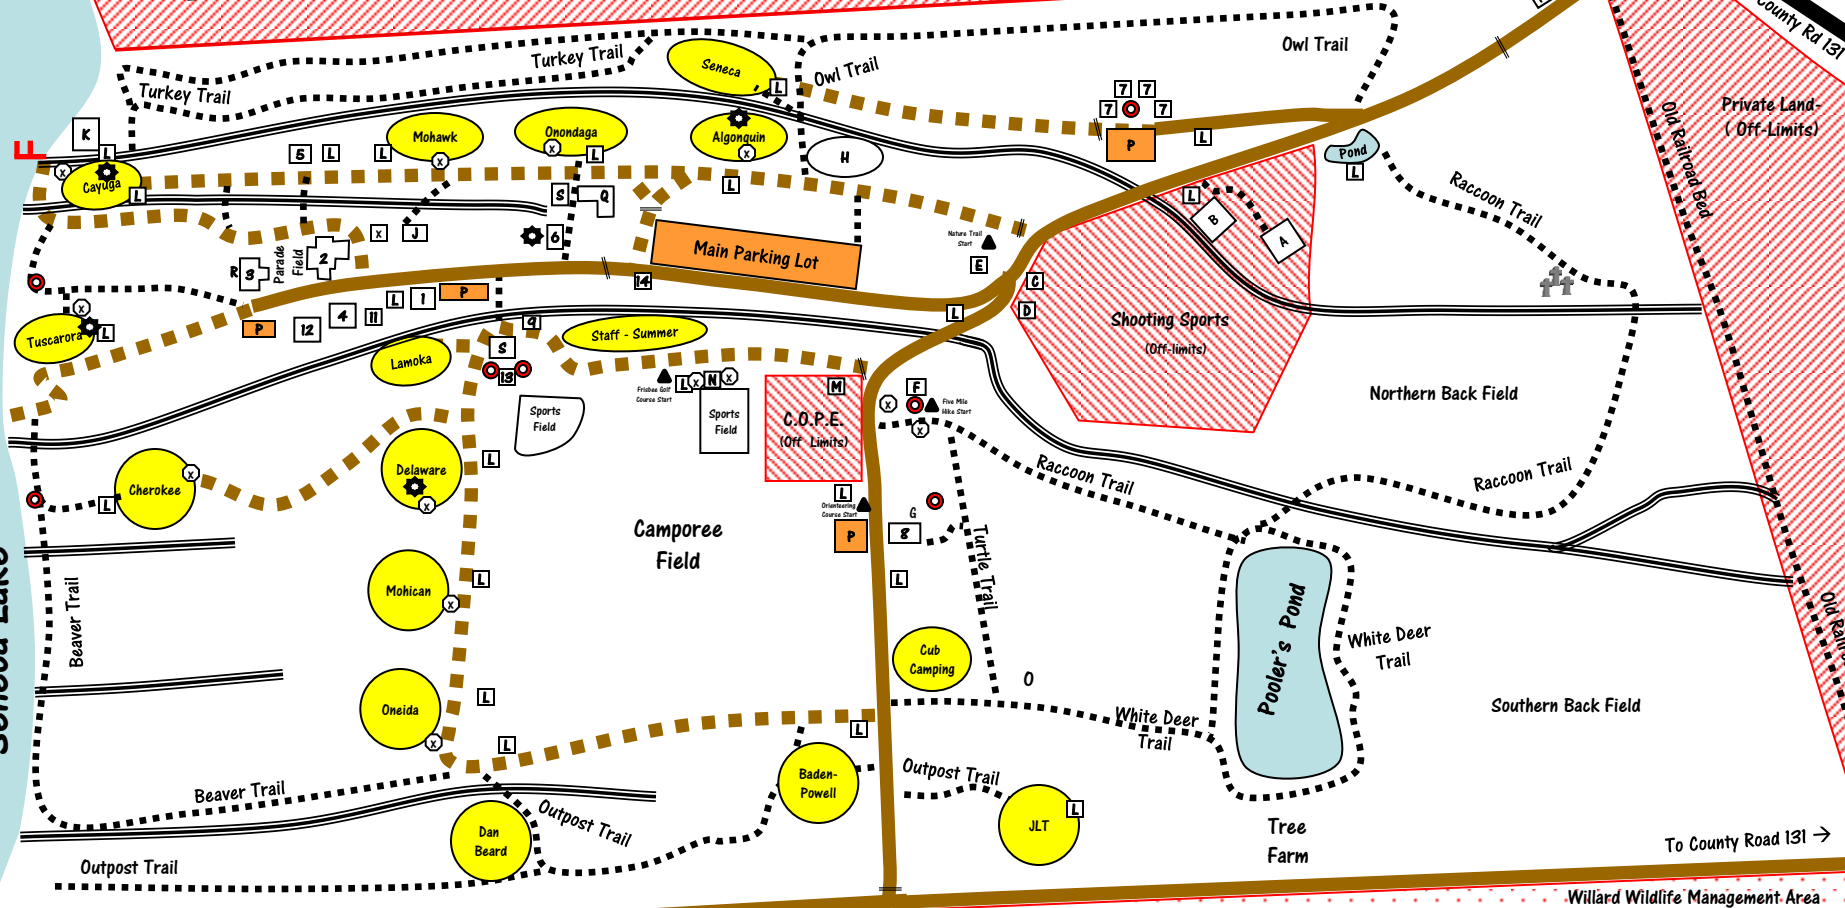 County Rd 131
Owl Trail
Turkey Trail
Seneca
Owl Trail
Turkey Trail
7 7
7 7
L
P
L
Private Land-
( Off-Limits)
Old Railroad Bed
K
F
L
x
Cayuga
L
5 L
L
Mohawk
x
Onondaga
x
L
Algonquin
x
H
L
Pond
L
Raccoon Trail
S Q
x J
6
R 3
Parade
Field
2
Main Parking Lot
Nature Trail
Start
E
L
B
A
C
D
L
14
P
L 1
4 11
12
P
x
Tuscarora
L
9
Staff - Summer
S
Lamoka
13
Shooting Sports
(Off-limits)
Northern Back Field
Frisbee Golf
Course Start
L x N x
M
C.O.P.E.
(Off Limits)
Sports
Field
Sports
Field
x
F
Five Mile
Hike Start
x
Raccoon Trail
Raccoon Trail
Cherokee
x
L
Delaware
x
L
Camporee
Field
L
Orienteering
Course Start
P
G
8
L
Turtle Trail
Beaver Trail
Mohican
x
L
Cub
Camping
O
Pooler's Pond
White Deer
Trail
Oneida
x
L
L
L
White Deer
Trail
Southern Back Field
Beaver Trail
Outpost Trail
Baden-
Powell
Outpost Trail
JLT
L
Dan
Beard
Outpost Trail
Tree
Farm
To County Road 131 →
Willard Wildlife Management Area